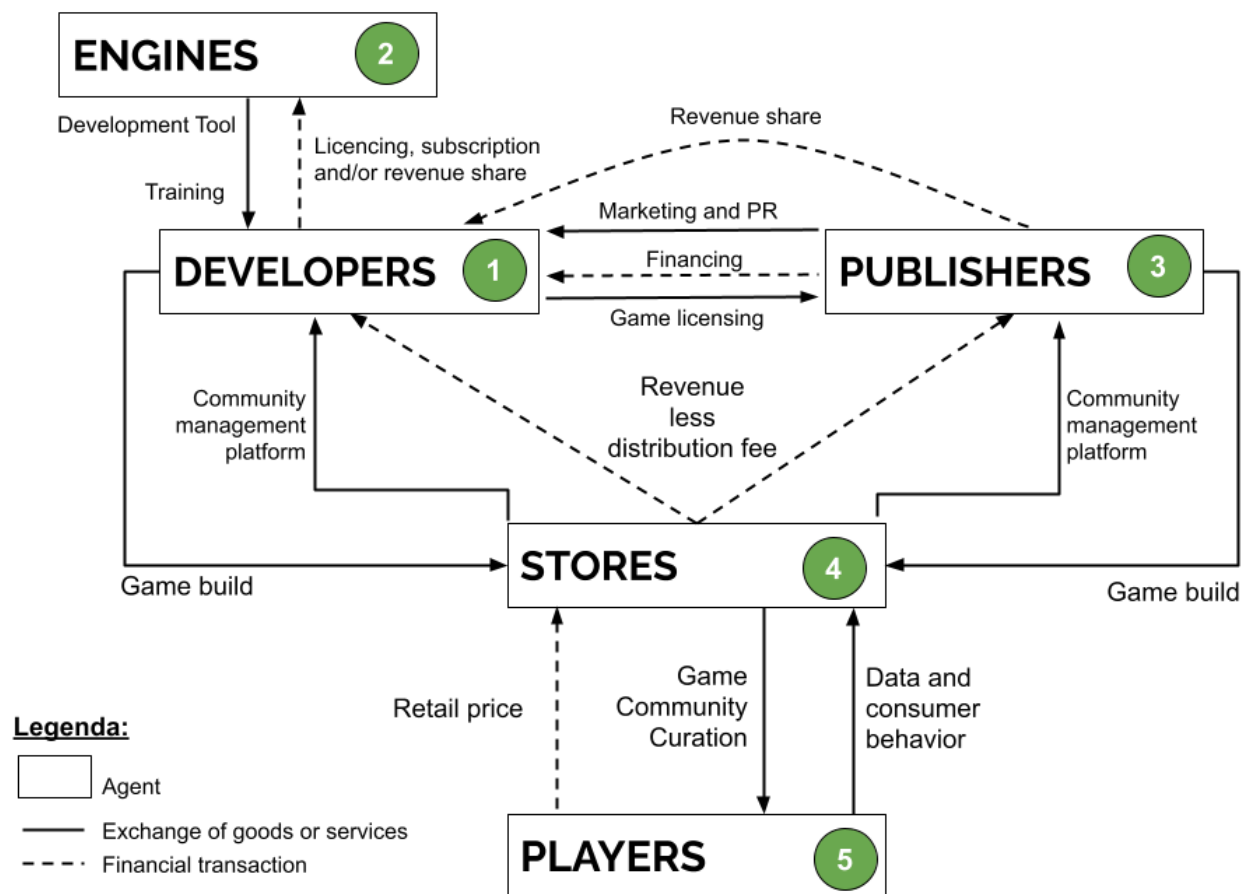 ENGINES
2
Development Tool
Training
Licencing, subscription
and/or revenue share
Revenue share
Marketing and PR
Financing
Game licensing
DEVELOPERS
1
PUBLISHERS
3
Community
management
platform
Revenue
less
distribution fee
Community
management
platform
STORES
4
Game build
Game build
Retail price
Game
Community
Curation
Data and
consumer
behavior
Legenda:
Agent
Exchange of goods or services
Financial transaction
PLAYERS
5